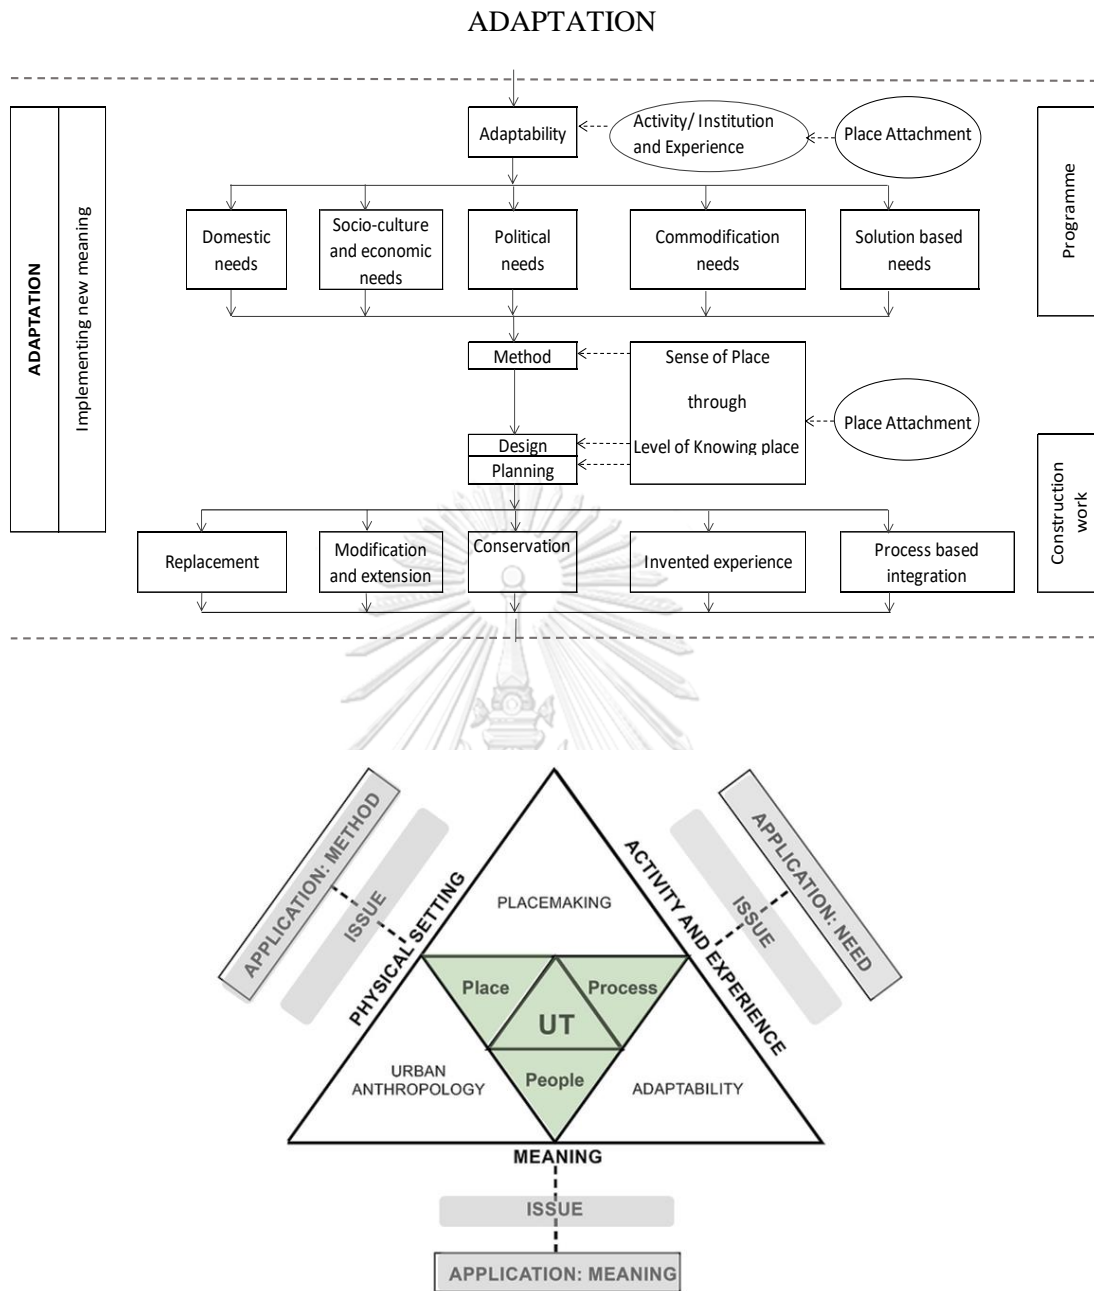 ADAPTATION
ADAPTATION
Implementing new meaning
Adaptability
Activity/ Institution
and Experience
Place Attachment
Programme
Domestic
needs
Socio-culture
and economic
needs
Political
needs
Commodification
needs
Solution based
needs
Method
Sense of Place
through
Level of Knowing place
Place Attachment
Design
Planning
Construction
work
Replacement
Modification
and extension
Conservation
Invented experience
Process based
integration
APPLICATION: METHOD
ISSUE
PHYSICAL SETTING
PLACEMAKING
ACTIVITY AND EXPERIENCE
ISSUE
APPLICATION: NEED
Place
Process
UT
People
URBAN
ANTHROPOLOGY
ADAPTABILITY
MEANING
ISSUE
APPLICATION: MEANING